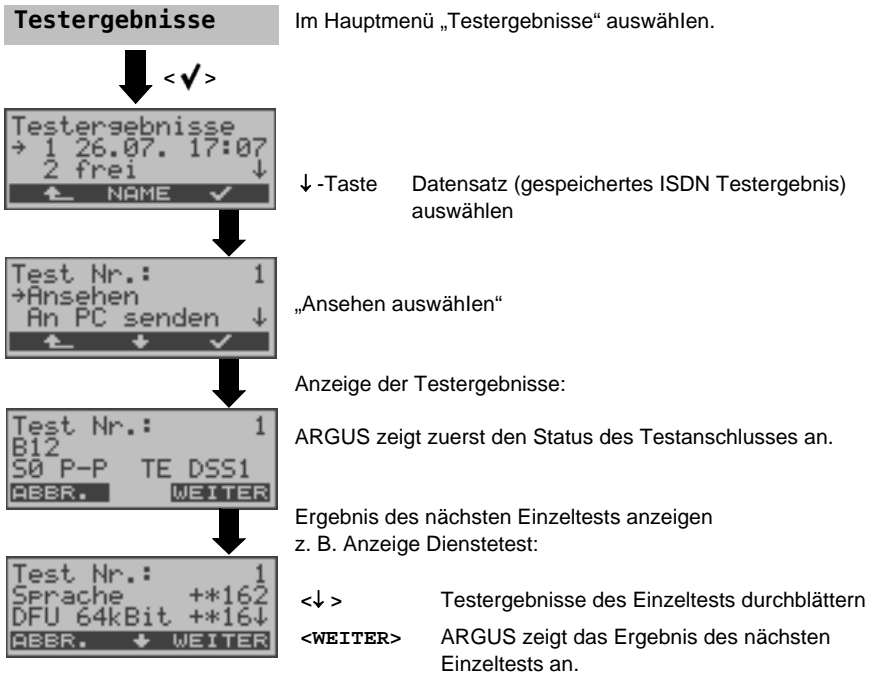 Testergebnisse
Im Hauptmenü „Testergebnisse“ auswählen.
<✓>
Testergebnisse
→ 1 26.07. 17:07
2 frei ↓
NAME ✓
↓ -Taste Datensatz (gespeichertes ISDN Testergebnis)
auswählen
Test Nr.: 1
→Ansehen
An PC senden ↓
↓ ✓
„Ansehen auswählen“
Anzeige der Testergebnisse:
Test Nr.: 1
B12
S0 P-P TE DSS1
ABBR. WEITER
ARGUS zeigt zuerst den Status des Testanschlusses an.
Ergebnis des nächsten Einzeltests anzeigen
z. B. Anzeige Dienstetest:
Test Nr.: 1
Sprache +*162
DFU 64kBit +*16↓
ABBR. ↓ WEITER
<↓ > Testergebnisse des Einzeltests durchblättern
<WEITER> ARGUS zeigt das Ergebnis des nächsten
Einzeltests an.